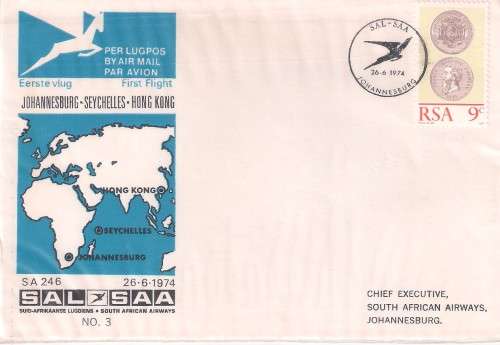 PER LUGPOS
BY AIR MAIL
PAR AVION
Eerste vlug First Flight
JOHANNESBURG • SEYCHELLES • HONG KONG
HONG KONG
SEYCHELLES
JOHANNESBURG
SA 246 26-6-1974
SAL SAA
SUID-AFRIKAANSE LUGDIENS • SOUTH AFRICAN AIRWAYS
NO. 3
SAL - SAA
26-6 1974
JOHANNESBURG
RSA 9c
CHIEF EXECUTIVE,
SOUTH AFRICAN AIRWAYS,
JOHANNESBURG.